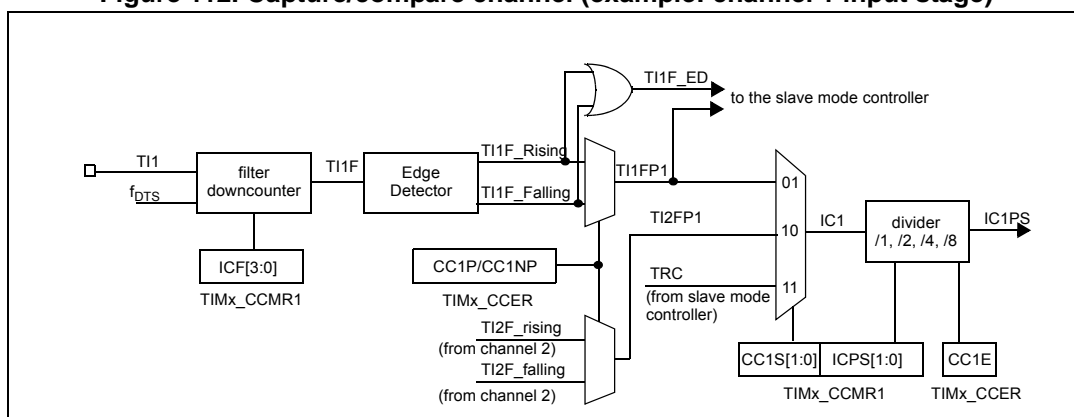 Figure 112. Capture/compare channel (example: channel 1 input stage)
TI1F_ED
to the slave mode controller
TI1
fDTS
filter
downcounter
TI1F
Edge
Detector
TI1F_Rising
TI1F_Falling
TI1FP1
01
TI2FP1
10
IC1
divider
/1, /2, /4, /8
IC1PS
ICF[3:0]
TIMx_CCMR1
CC1P/CC1NP
TIMx_CCER
TRC
11
(from slave mode
controller)
TI2F_rising
(from channel 2)
TI2F_falling
(from channel 2)
CC1S[1:0]
ICPS[1:0]
CC1E
TIMx_CCMR1
TIMx_CCER